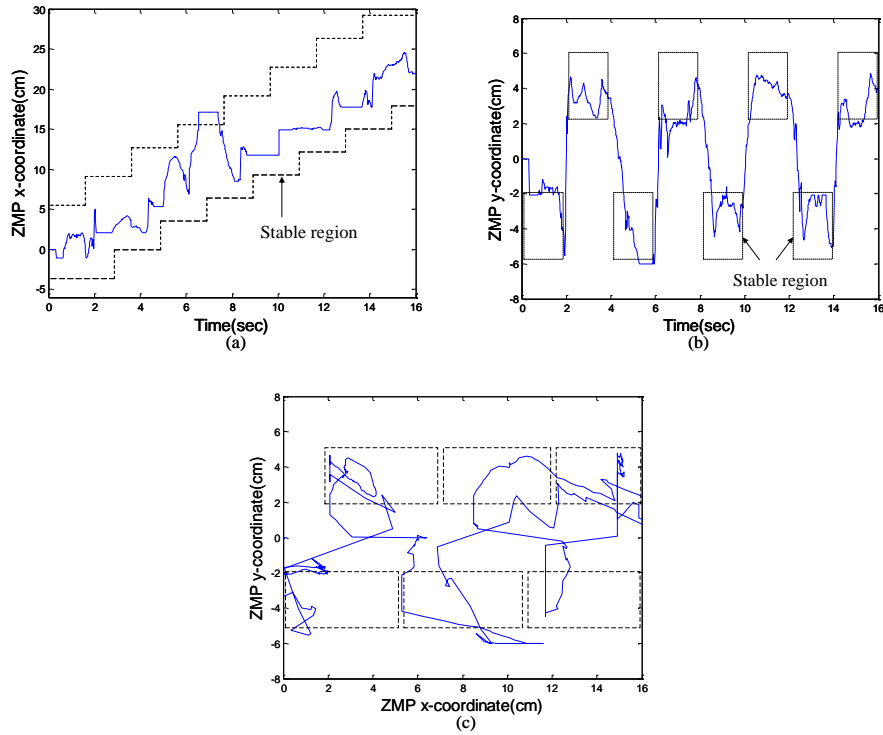 30
25
20
15
10
5
0
-5
0 2 4 6 8 10 12 14 16
ZMP x-coordinate(cm)
Time(sec)
Stable region
(a)
8
6
4
2
0
-2
-4
-6
-8
0 2 4 6 8 10 12 14 16
ZMP y-coordinate(cm)
Time(sec)
Stable region
(b)
8
6
4
2
0
-2
-4
-6
-8
0 2 4 6 8 10 12 14 16
ZMP y-coordinate(cm)
ZMP x-coordinate(cm)
(c)